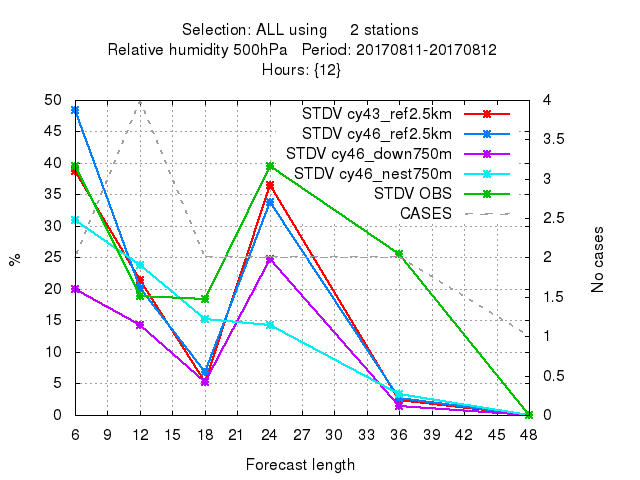 Selection: ALL using     2 stations
Relative humidity 500hPa   Period: 20170811-20170812
Hours: {12}
STDV cy43_ref2.5km
STDV cy46_ref2.5km
STDV cy46_down750m
STDV cy46_nest750m
STDV OBS
CASES
50
45
40
35
30
25
20
15
10
5
0
%
4
3.5
3
2.5
2
1.5
1
0.5
0
No cases
6 9 12 15 18 21 24 27 30 33 36 39 42 45 48
Forecast length